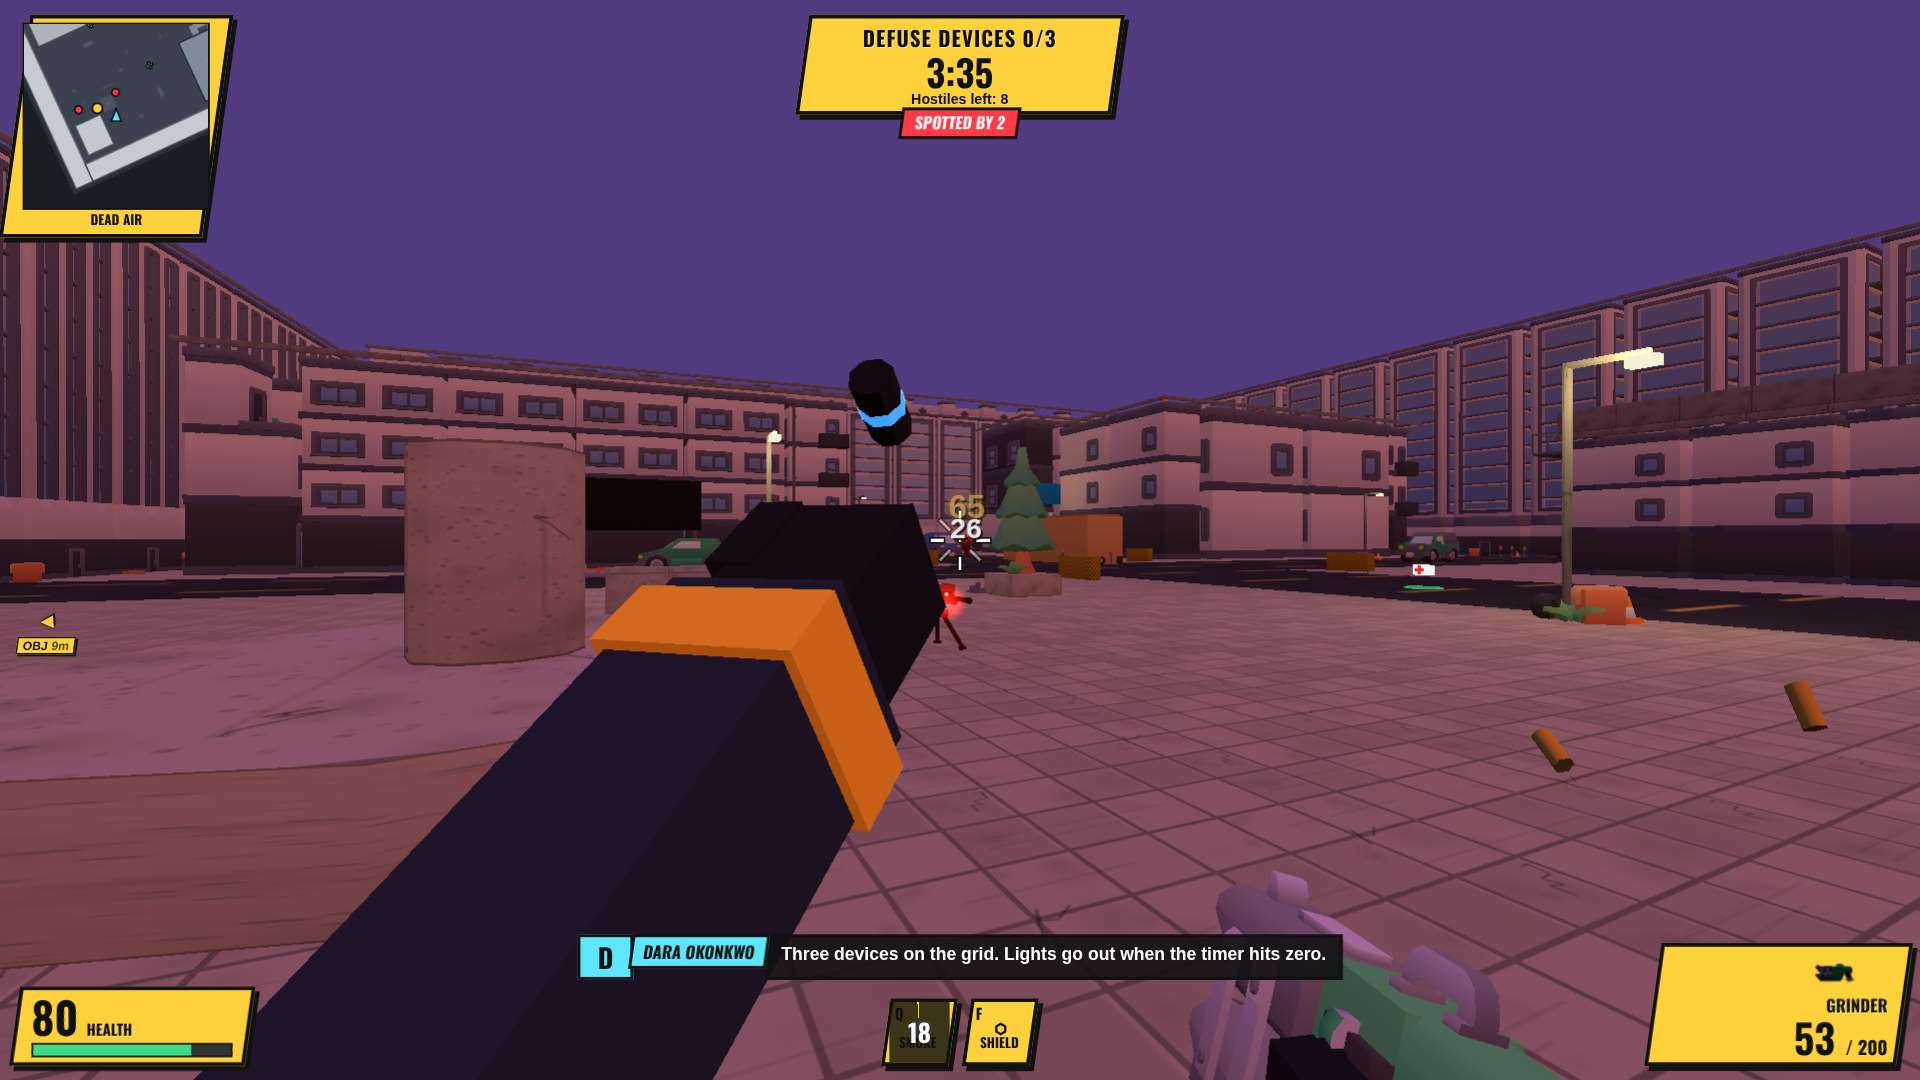 DEFUSE DEVICES 0/3
3:35
Hostiles left: 8
SPOTTED BY 2
DEAD AIR
65
26
OBJ 9m
D DARA OKONKWO Three devices on the grid. Lights go out when the timer hits zero.
80 HEALTH
Q
18
SMOKE
F
SHIELD
GRINDER
53 / 200